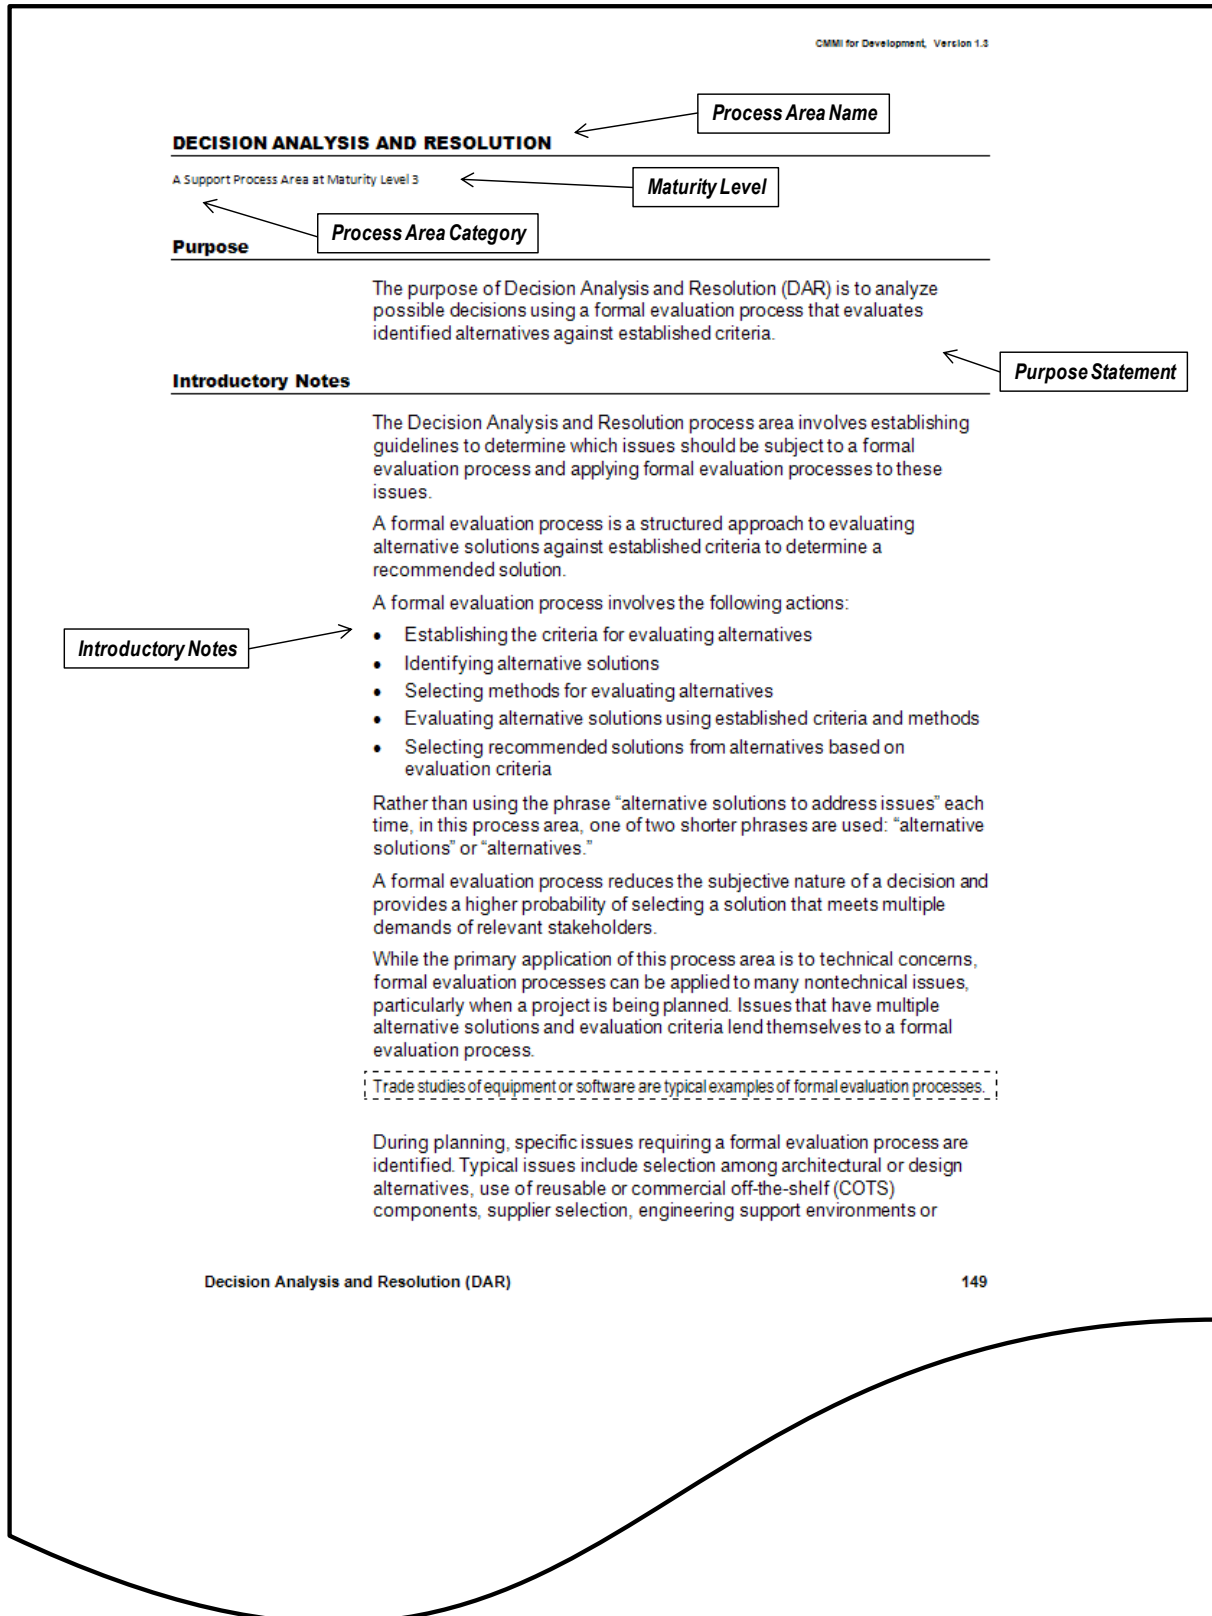 CMMI for Development, Version 1.3
Process Area Name
DECISION ANALYSIS AND RESOLUTION
A Support Process Area at Maturity Level 3
Maturity Level
Process Area Category
Purpose
The purpose of Decision Analysis and Resolution (DAR) is to analyze
possible decisions using a formal evaluation process that evaluates
identified alternatives against established criteria.
Purpose Statement
Introductory Notes
The Decision Analysis and Resolution process area involves establishing
guidelines to determine which issues should be subject to a formal
evaluation process and applying formal evaluation processes to these
issues.
A formal evaluation process is a structured approach to evaluating
alternative solutions against established criteria to determine a
recommended solution.
A formal evaluation process involves the following actions:
Introductory Notes
• Establishing the criteria for evaluating alternatives
• Identifying alternative solutions
• Selecting methods for evaluating alternatives
• Evaluating alternative solutions using established criteria and methods
• Selecting recommended solutions from alternatives based on
evaluation criteria
Rather than using the phrase “alternative solutions to address issues” each
time, in this process area, one of two shorter phrases are used: “alternative
solutions” or “alternatives.”
A formal evaluation process reduces the subjective nature of a decision and
provides a higher probability of selecting a solution that meets multiple
demands of relevant stakeholders.
While the primary application of this process area is to technical concerns,
formal evaluation processes can be applied to many nontechnical issues,
particularly when a project is being planned. Issues that have multiple
alternative solutions and evaluation criteria lend themselves to a formal
evaluation process.
Trade studies of equipment or software are typical examples of formal evaluation processes.
During planning, specific issues requiring a formal evaluation process are
identified. Typical issues include selection among architectural or design
alternatives, use of reusable or commercial off-the-shelf (COTS)
components, supplier selection, engineering support environments or
Decision Analysis and Resolution (DAR) 149